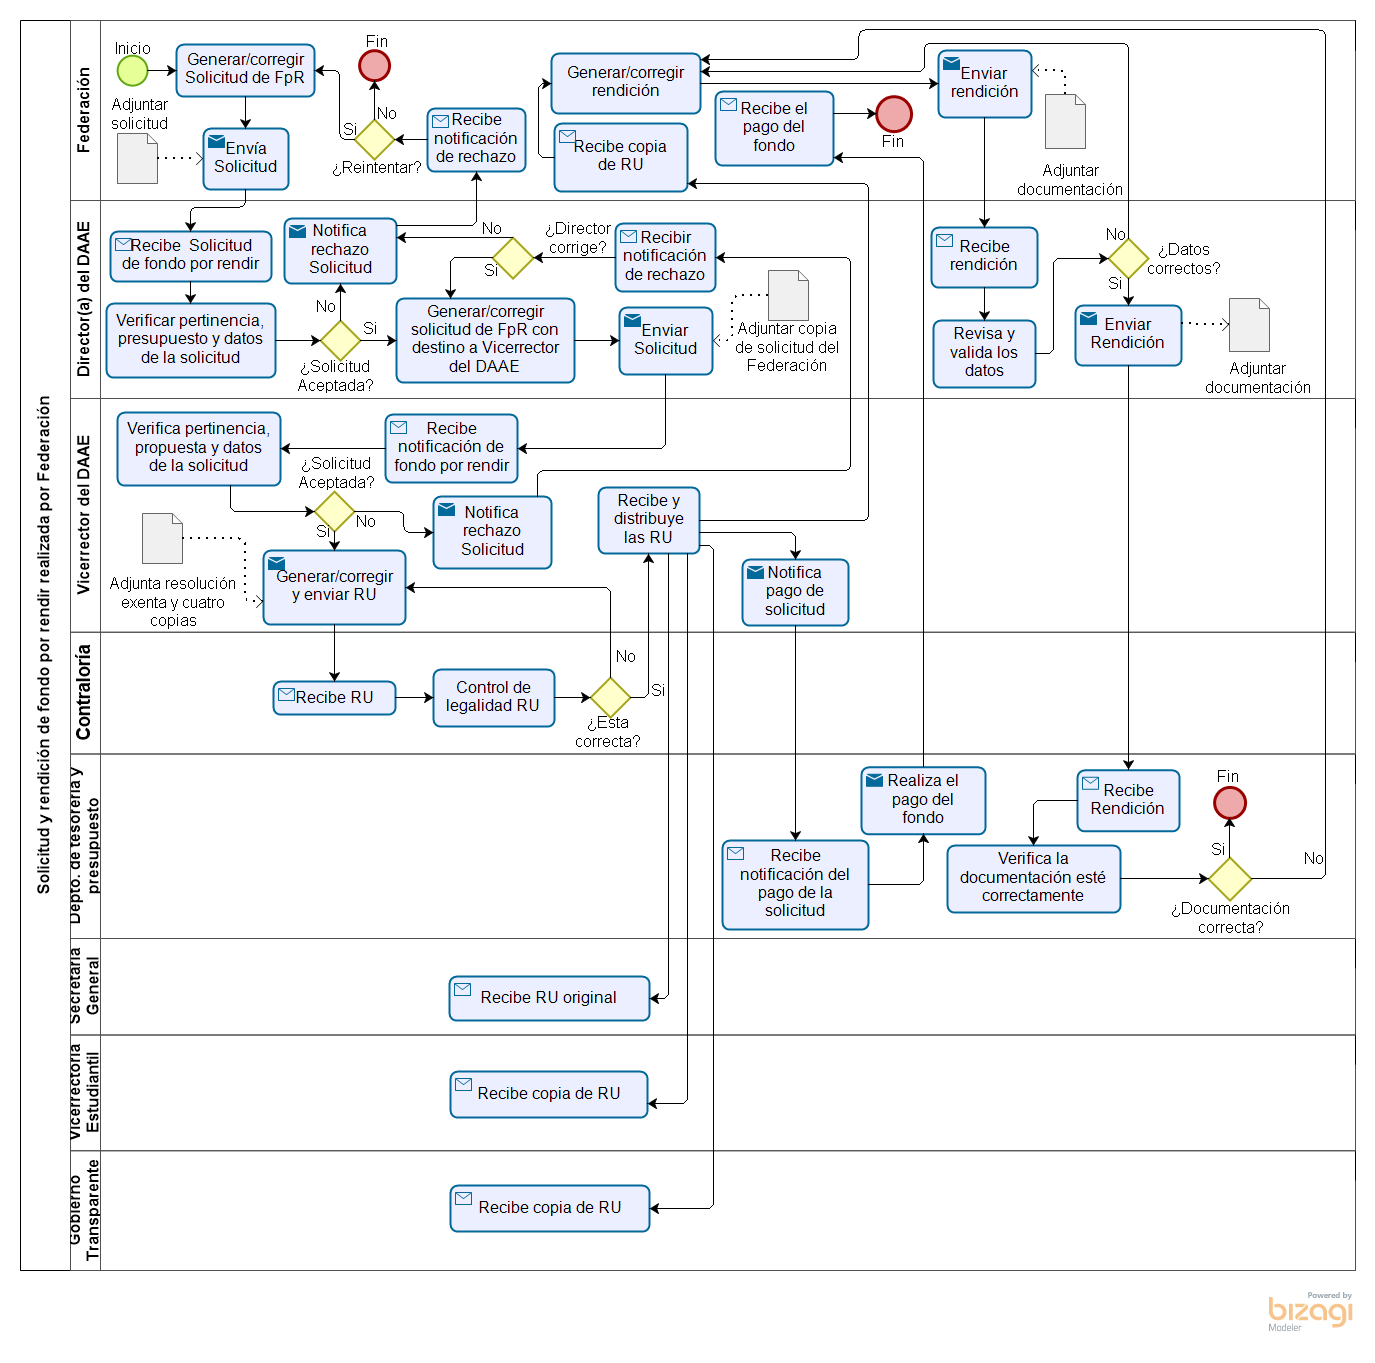 Solicitud y rendición de fondo por rendir realizada por Federación
Federación
Inicio
Generar/corregir
Solicitud de FpR
Adjuntar
solicitud
Envía
Solicitud
Fin
No
Si
¿Reintentar?
Recibe
notificación
de rechazo
Generar/corregir
rendición
Recibe copia
de RU
Recibe el
pago del
fondo
Fin
Enviar
rendición
Adjuntar
documentación
Director(a) del DAAE
Recibe Solicitud
de fondo por rendir
Verificar pertinencia,
presupuesto y datos
de la solicitud
Notifica
rechazo
Solicitud
No
Si
¿Solicitud
Aceptada?
No
Si
¿Director
corrige?
Generar/corregir
solicitud de FpR con
destino a Vicerrector
del DAAE
Recibir
notificación
de rechazo
Enviar
Solicitud
Adjuntar copia
de solicitud del
Federación
Recibe
rendición
Revisa y
valida los
datos
No
Si
¿Datos
correctos?
Enviar
Rendición
Adjuntar
documentación
Vicerrector del DAAE
Verifica pertinencia,
propuesta y datos
de la solicitud
Recibe
notificación de
fondo por rendir
¿Solicitud
Aceptada?
No
Si
Notifica
rechazo
Solicitud
Adjunta resolución
exenta y cuatro
copias
Generar/corregir
y enviar RU
Recibe y
distribuye
las RU
Notifica
pago de
solicitud
Contraloría
Recibe RU
Control de
legalidad RU
No
Si
¿Esta
correcta?
Depto. de tesorería y
presupuesto
Recibe
notificación del
pago de la
solicitud
Realiza el
pago del
fondo
Recibe
Rendición
Verifica la
documentación esté
correctamente
Fin
Si
No
¿Documentación
correcta?
Secretaría
General
Recibe RU original
Vicerrectoría
Estudiantil
Recibe copia de RU
Gobierno
Transparente
Recibe copia de RU
Powered by
bizagi
Modeler